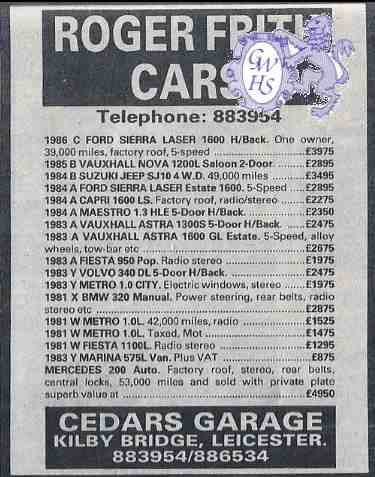 ROGER FRITH
CARS
GWHS
Telephone: 883954
1986 C FORD SIERRA LASER 1600 H/Back. One owner,
39,000 miles, factory roof, 5-speed £3975
1985 B VAUXHALL NOVA 1200L Saloon 2-Door. £2895
1984 B SUZUKI JEEP SJ10 4 W.D. 49,000 miles £3495
1984 A FORD SIERRA LASER Estate 1600. 5-Speed £2895
1984 A CAPRI 1600 LS. Factory roof, radio/stereo £2275
1984 A MAESTRO 1.3 HLE 5-Door H/Back. £2350
1983 A VAUXHALL ASTRA 1300S 5-Door H/Back. £2475
1983 A VAUXHALL ASTRA 1600 GL Estate. 5-Speed, alloy
wheels, tow-bar etc £2675
1983 A FIESTA 950 Pop. Radio stereo £1975
1983 Y VOLVO 340 DL 5-Door H/Back. £2475
1983 Y METRO 1.0 CITY. Electric windows, stereo £1975
1981 X BMW 320 Manual. Power steering, rear belts, radio
stereo etc £2875
1981 W METRO 1.0L. 42,000 miles, radio £1525
1981 W METRO 1.0L. Taxed, Mot £1475
1981 W FIESTA 1100L. Radio stereo £1295
1983 Y MARINA 575L Van. Plus VAT £875
MERCEDES 200 Auto. Factory roof, stereo, rear belts,
central locks, 53,000 miles and sold with private plate
superb value at £4950
CEDARS GARAGE
KILBY BRIDGE, LEICESTER.
883954/886534